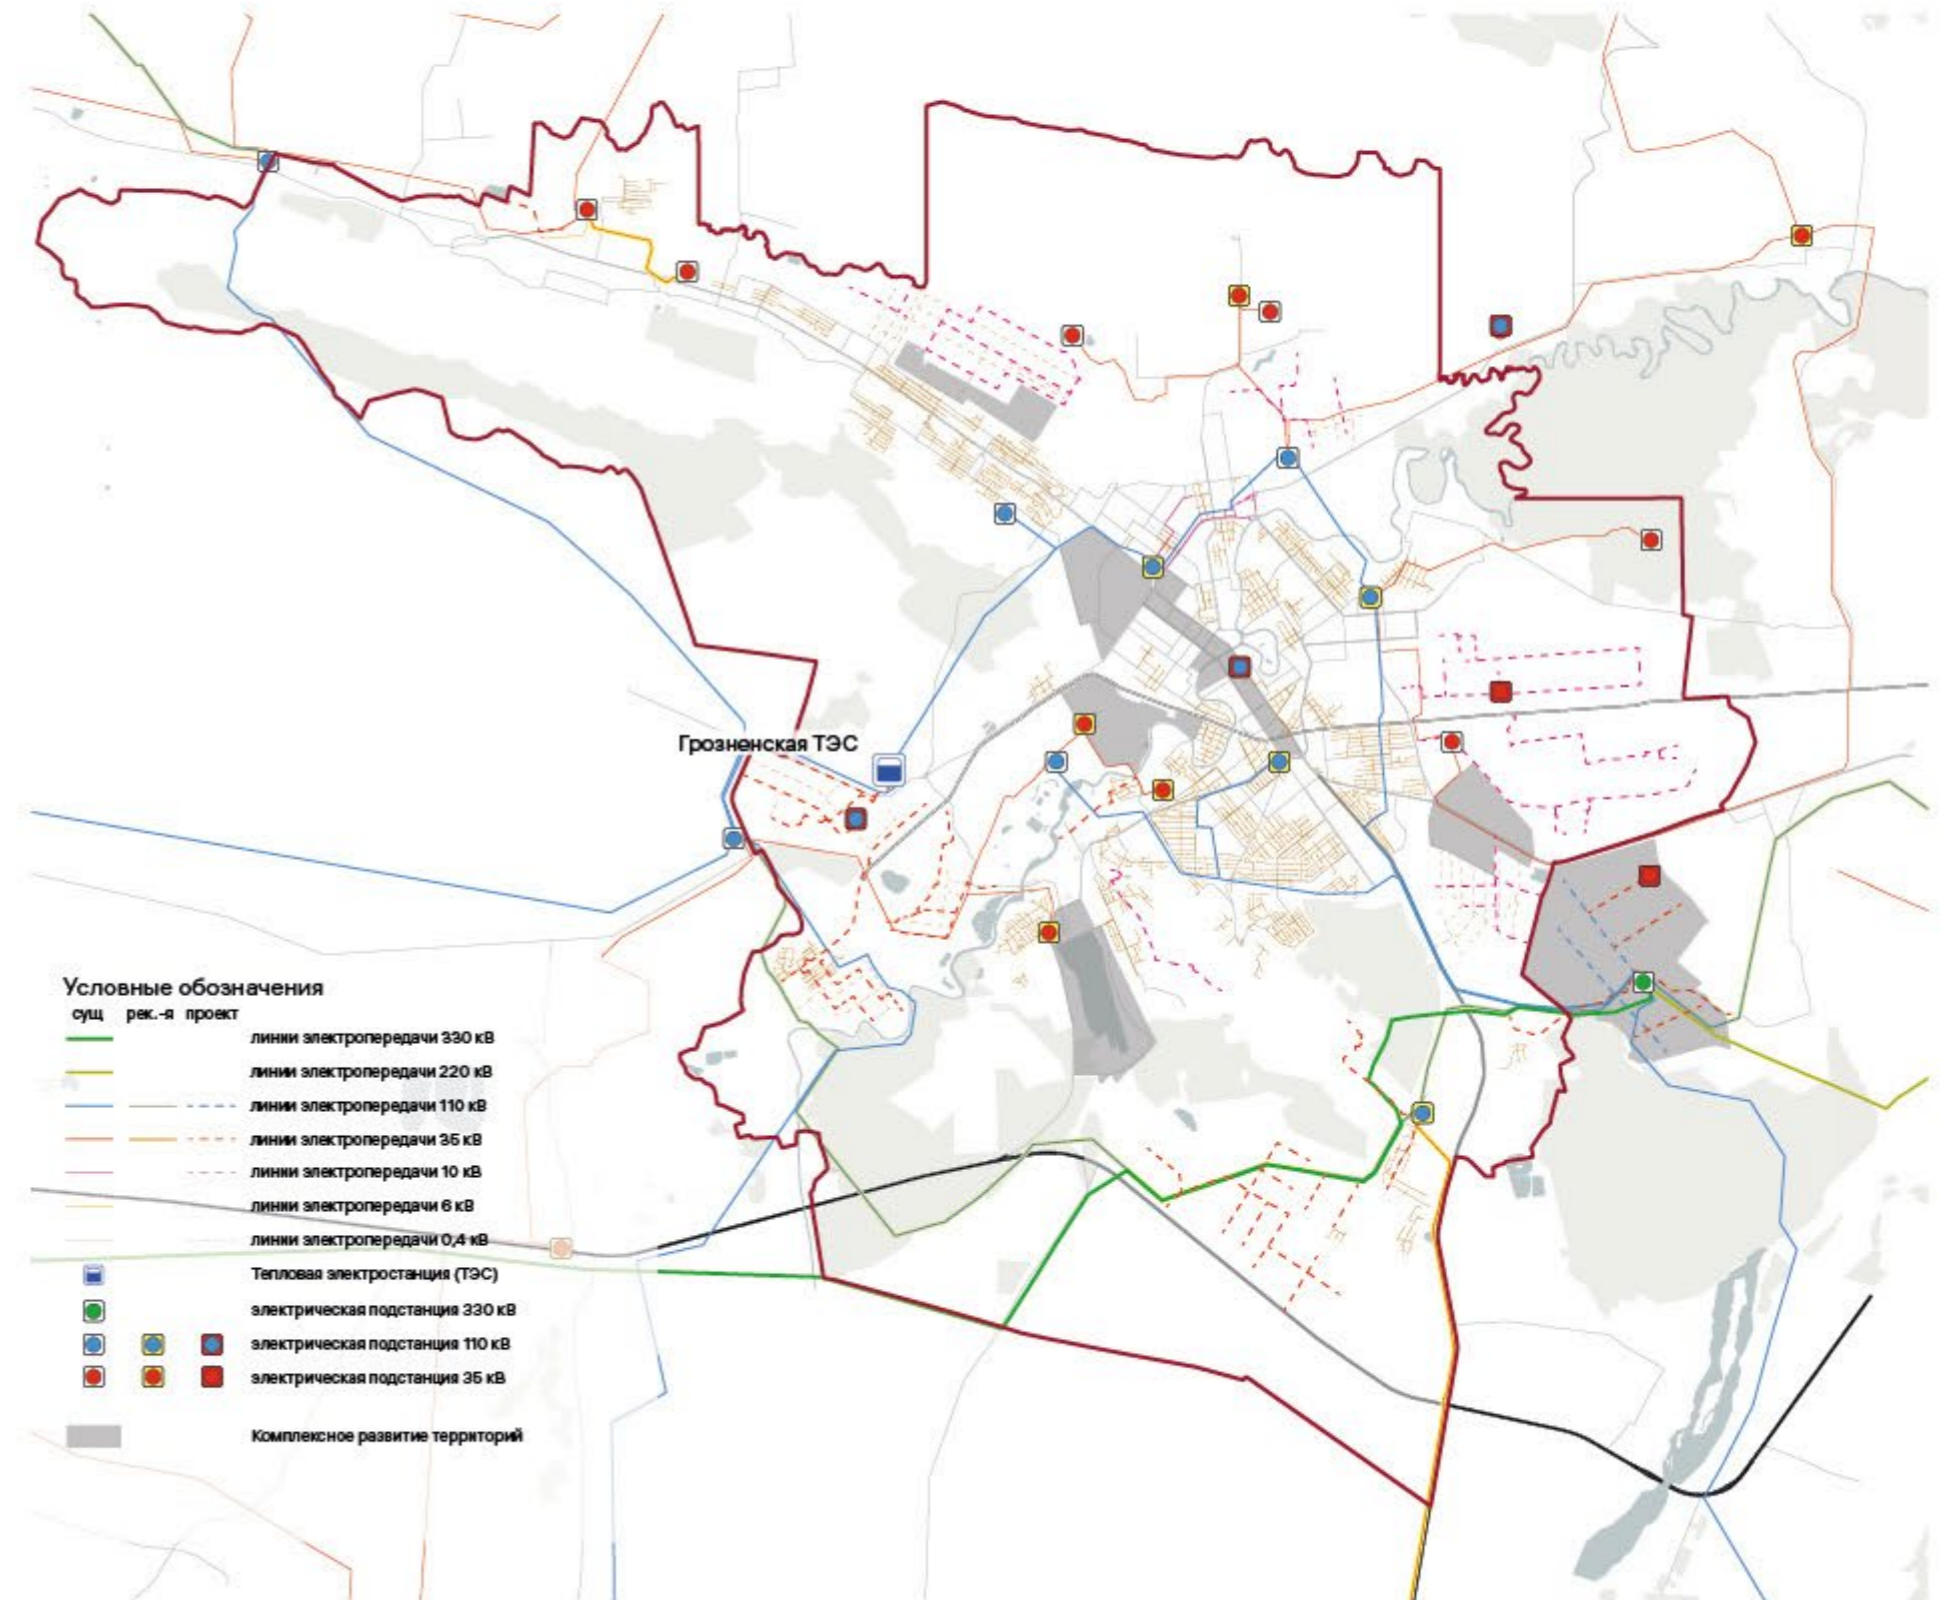 Грозненская ТЭС
Условные обозначения
сущ рек.-я проект
линии электропередачи 330 кВ
линии электропередачи 220 кВ
линии электропередачи 110 кВ
линии электропередачи 35 кВ
линии электропередачи 10 кВ
линии электропередачи 6 кВ
линии электропередачи 0,4 кВ
Тепловая электростанция (ТЭС)
электрическая подстанция 330 кВ
электрическая подстанция 110 кВ
электрическая подстанция 35 кВ
Комплексное развитие территорий